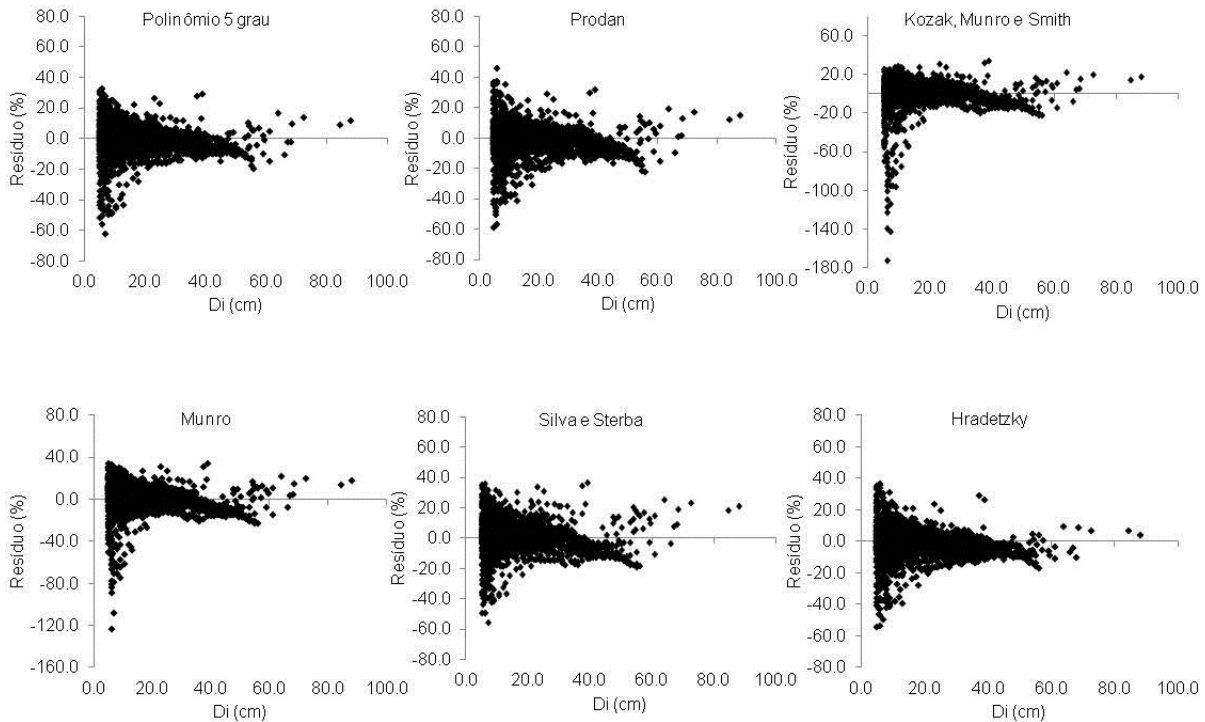 Polinômio 5 grau
80.0
60.0
40.0
20.0
0.0
-20.0
-40.0
-60.0
-80.0
Resíduo (%)
0.0 20.0 40.0 60.0 80.0 100.0
Di (cm)
Prodan
80.0
60.0
40.0
20.0
0.0
-20.0
-40.0
-60.0
-80.0
Resíduo (%)
0.0 20.0 40.0 60.0 80.0 100.0
Di (cm)
Kozak, Munro e Smith
60.0
20.0
-20.0
-60.0
-100.0
-140.0
-180.0
Resíduo (%)
0.0 20.0 40.0 60.0 80.0 100.0
Di (cm)
Munro
80.0
40.0
0.0
-40.0
-80.0
-120.0
-160.0
Resíduo (%)
0.0 20.0 40.0 60.0 80.0 100.0
Di (cm)
Silva e Sterba
80.0
60.0
40.0
20.0
0.0
-20.0
-40.0
-60.0
-80.0
Resíduo (%)
0.0 20.0 40.0 60.0 80.0 100.0
Di (cm)
Hradetzky
80.0
60.0
40.0
20.0
0.0
-20.0
-40.0
-60.0
-80.0
Resíduo (%)
0.0 20.0 40.0 60.0 80.0 100.0
Di (cm)